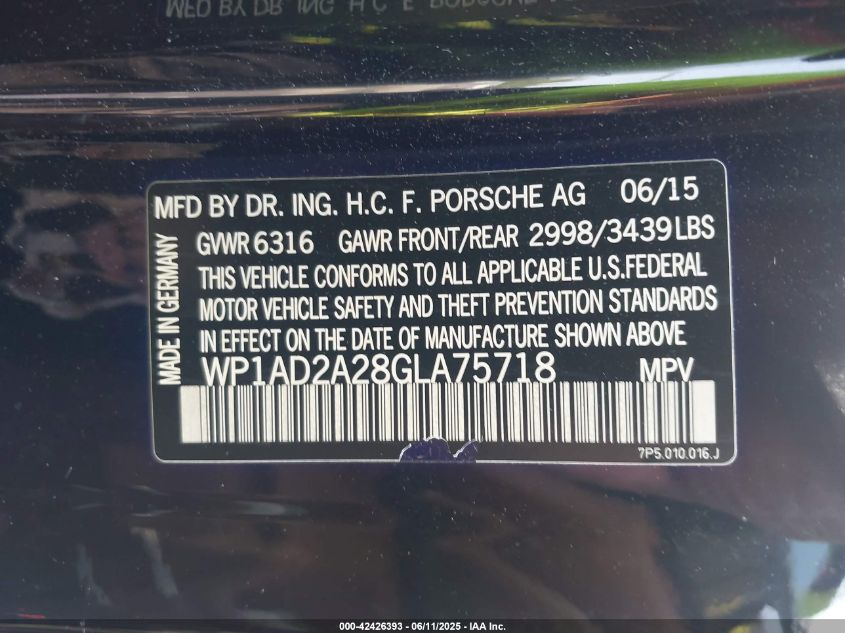 MFD BY DR. ING. H.C. F. PORSCHE AG 06/15
GVWR 6316 GAWR FRONT/REAR 2998/3439 LBS
THIS VEHICLE CONFORMS TO ALL APPLICABLE U.S.FEDERAL
MOTOR VEHICLE SAFETY AND THEFT PREVENTION STANDARDS
IN EFFECT ON THE DATE OF MANUFACTURE SHOWN ABOVE
MADE IN GERMANY
WP1AD2A28GLA75718 MPV
7P5.010.016.J
000-42426393 - 06/11/2025 - IAA Inc.